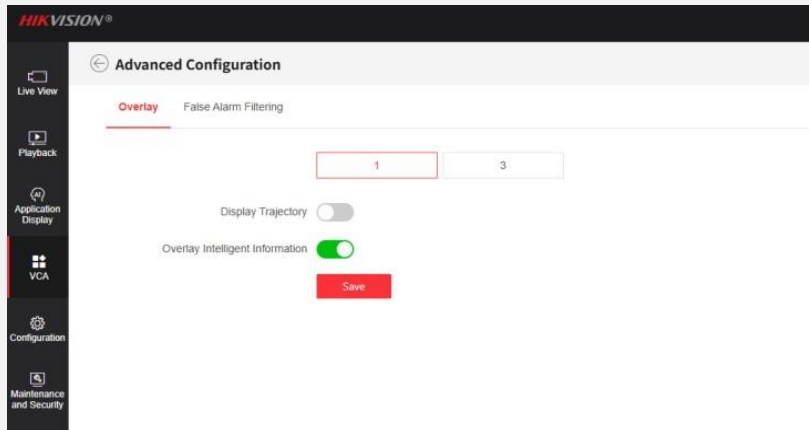 HIKVISION®
Advanced Configuration
Live View
Overlay False Alarm Filtering
Playback
1 3
AI
Application
Display
Display Trajectory
Overlay Intelligent Information
VCA
Save
Configuration
Maintenance
and Security